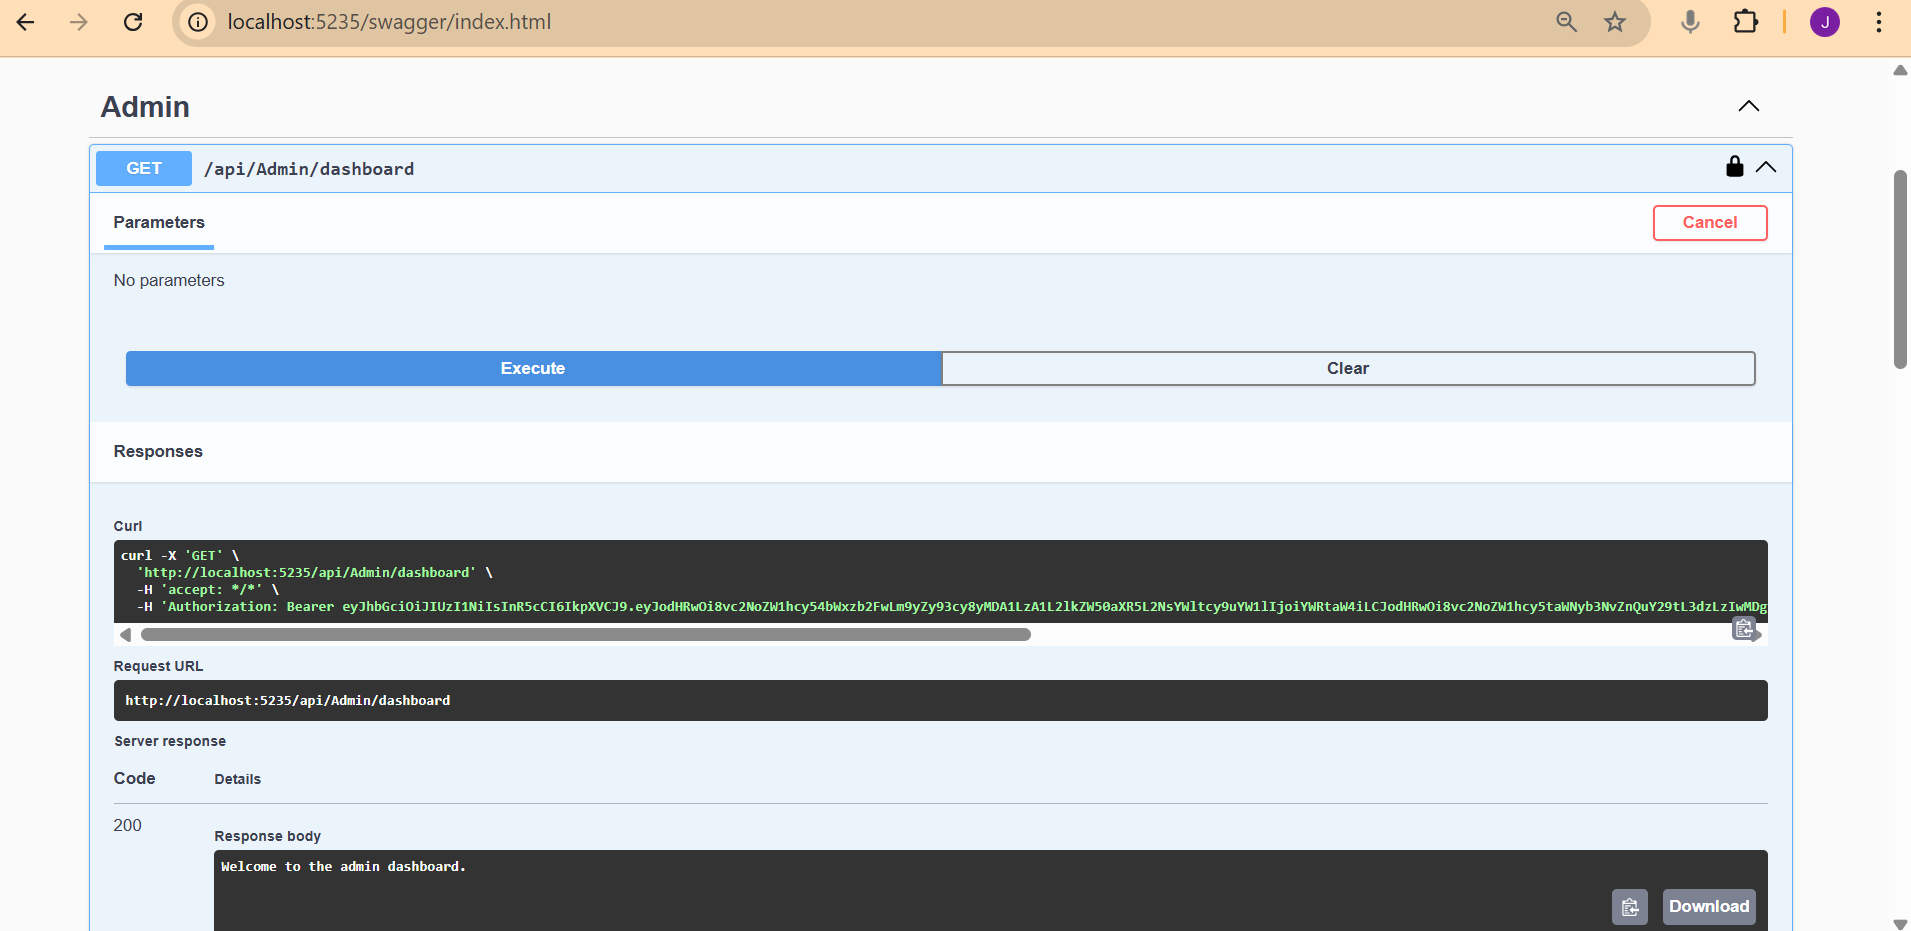 localhost:5235/swagger/index.html
J
Admin
GET /api/Admin/dashboard
Parameters
Cancel
No parameters
Execute
Clear
Responses
Curl
curl -X 'GET' \
'http://localhost:5235/api/Admin/dashboard' \
-H 'accept: */*' \
-H 'Authorization: Bearer eyJhbGciOiJIUzI1NiIsInR5cCI6IkpXVCJ9.eyJodHRwOi8vc2NoZW1hcy54bWxzb2FwLm9yZy93cy8yMDA1LzA1L2lkZW50aXR5L2NsYWltcy9uYW1lIjoiYWRtaW4iLCJodHRwOi8vc2NoZW1hcy5taWNyb3NvZnQuY29tL3dzLzIwMDg
Request URL
http://localhost:5235/api/Admin/dashboard
Server response
Code Details
200
Response body
Welcome to the admin dashboard.
Download